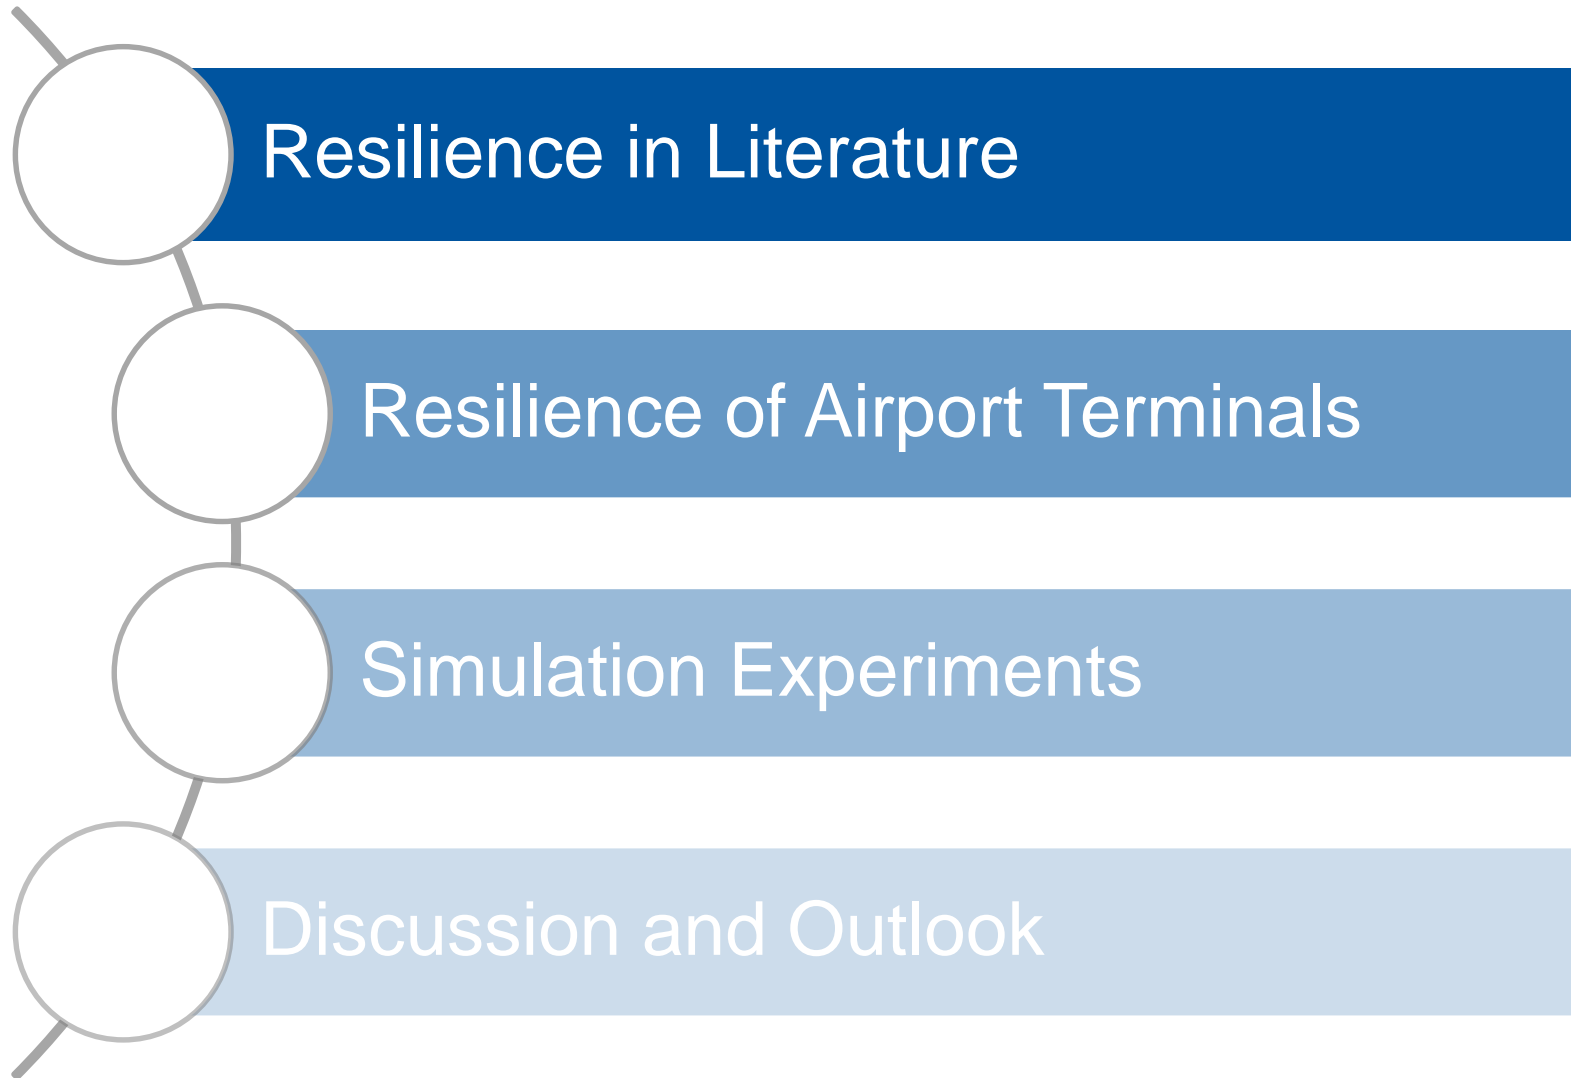 Resilience in Literature
Resilience of Airport Terminals
Simulation Experiments
Discussion and Outlook